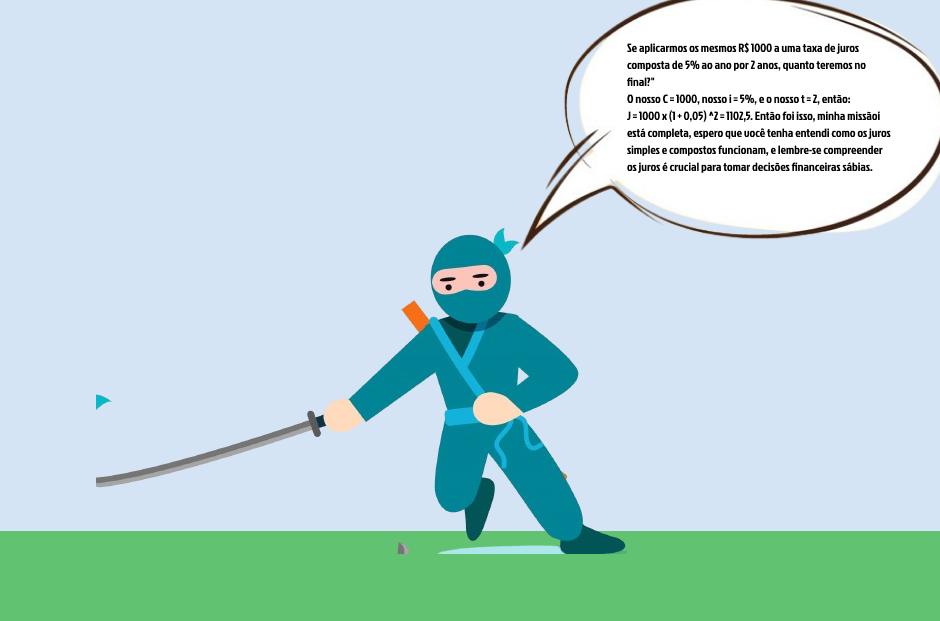 Se aplicarmos os mesmos R$ 1000 a uma taxa de juros
composta de 5% ao ano por 2 anos, quanto teremos no
final?"
O nosso C = 1000, nosso i = 5%, e o nosso t = 2, então:
J = 1000 x (1 + 0,05) ^2 = 1102,5. Então foi isso, minha missãoi
está completa, espero que você tenha entendi como os juros
simples e compostos funcionam, e lembre-se compreender
os juros é crucial para tomar decisões financeiras sábias.